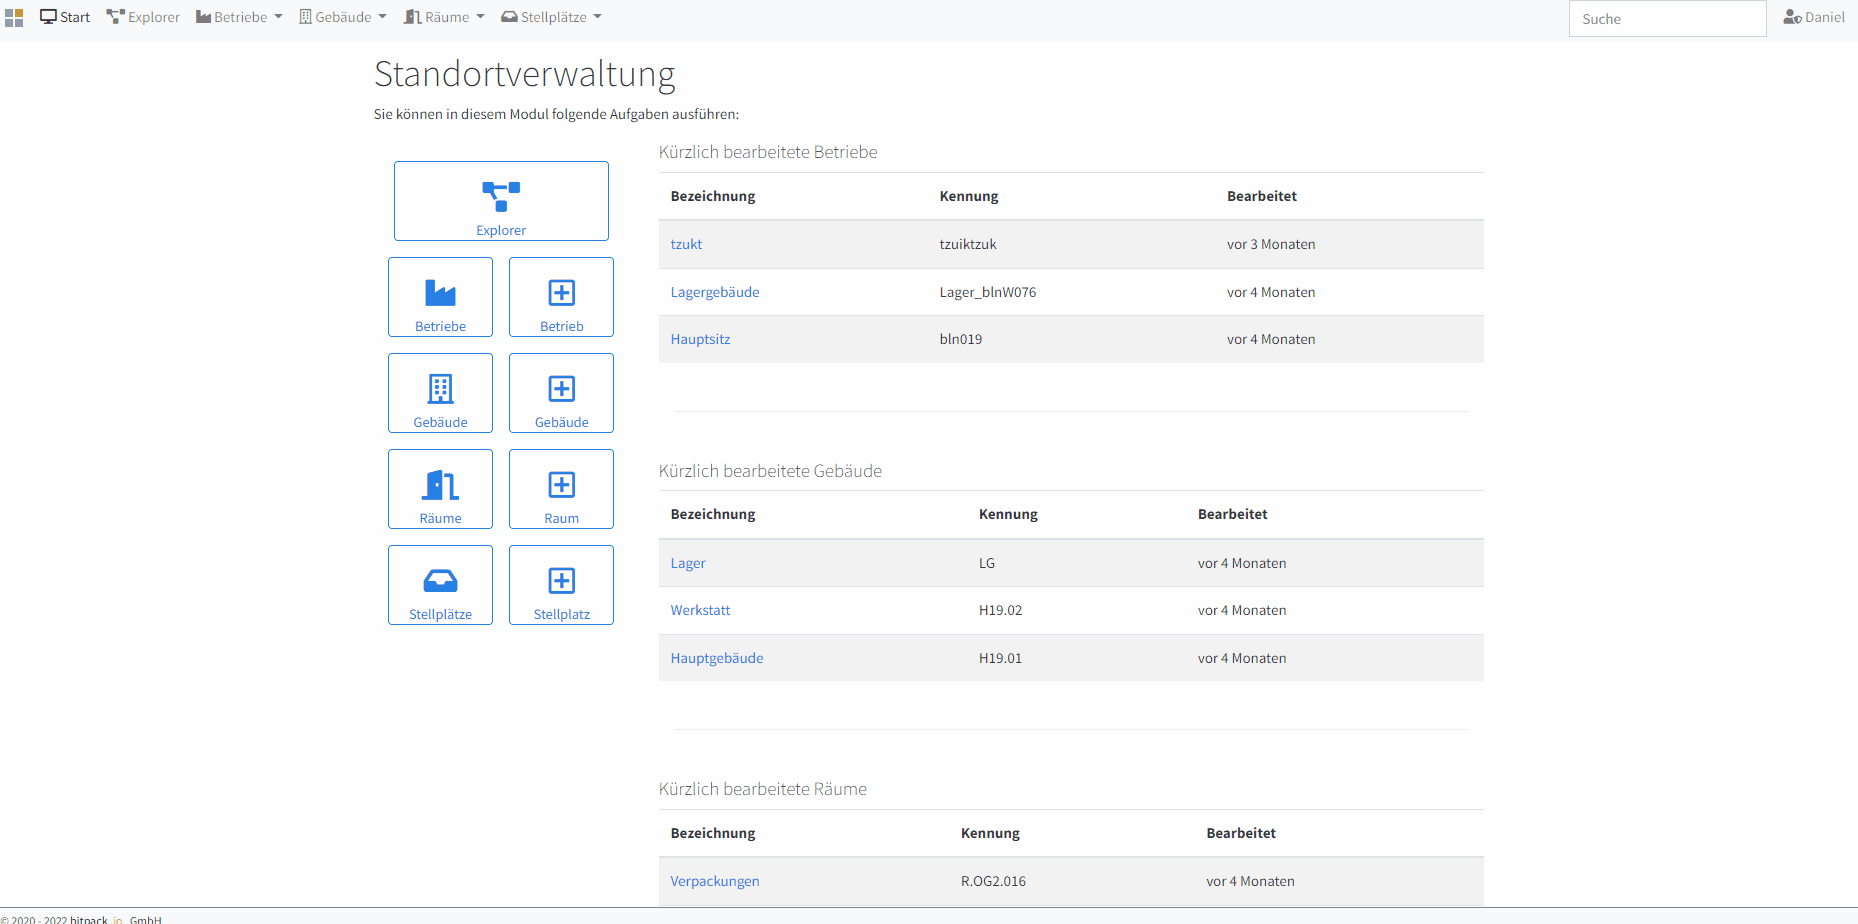 Start Explorer Betriebe Gebäude Räume Stellplätze Suche Daniel
Standortverwaltung
Sie können in diesem Modul folgende Aufgaben ausführen:
Explorer
Betriebe Betrieb
Gebäude Gebäude
Räume Raum
Stellplätze Stellplatz
Kürzlich bearbeitete Betriebe
Bezeichnung Kennung Bearbeitet
tzukt tzuiktzuk vor 3 Monaten
Lagergebäude Lager_blnW076 vor 4 Monaten
Hauptsitz bln019 vor 4 Monaten
Kürzlich bearbeitete Gebäude
Bezeichnung Kennung Bearbeitet
Lager LG vor 4 Monaten
Werkstatt H19.02 vor 4 Monaten
Hauptgebäude H19.01 vor 4 Monaten
Kürzlich bearbeitete Räume
Bezeichnung Kennung Bearbeitet
Verpackungen R.OG2.016 vor 4 Monaten
© 2020 - 2022 bitpack .io GmbH